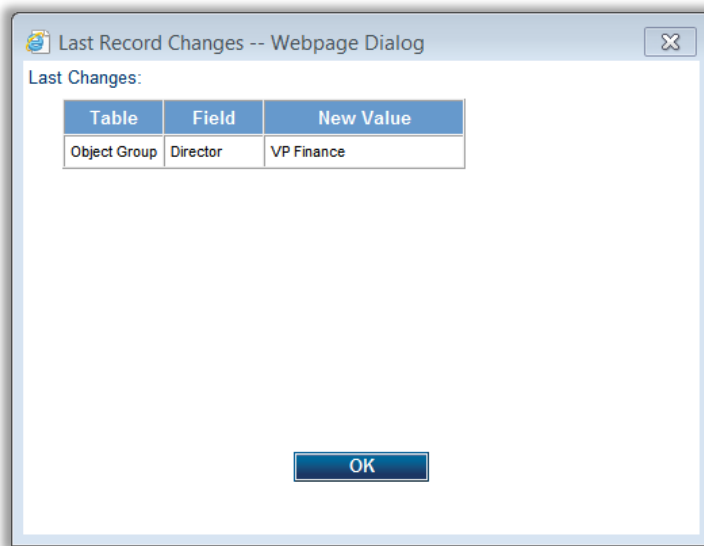 Last Record Changes -- Webpage Dialog
Last Changes:
Table Field New Value
Object Group Director VP Finance
OK